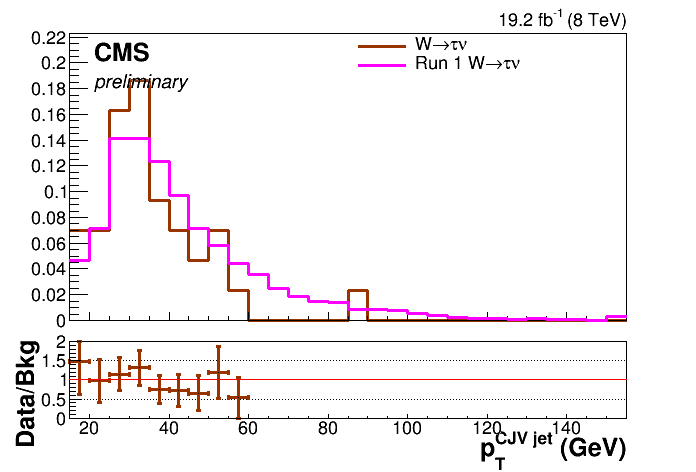 19.2 fb⁻¹ (8 TeV)
CMS
preliminary
W→τν
Run 1 W→τν
0.22
0.2
0.18
0.16
0.14
0.12
0.1
0.08
0.06
0.04
0.02
0
Data/Bkg
2
1.5
1
0.5
0
20 40 60 80 100 120 140
p_T^CJV jet (GeV)